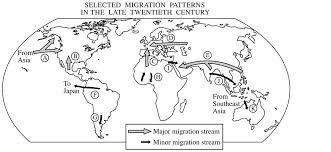 SELECTED MIGRATION PATTERNS
IN THE LATE TWENTIETH CENTURY
From
Asia
A
B
D
E
To
Japan
F
G
H
I
J
From
Southeast
Asia
Major migration stream
Minor migration stream